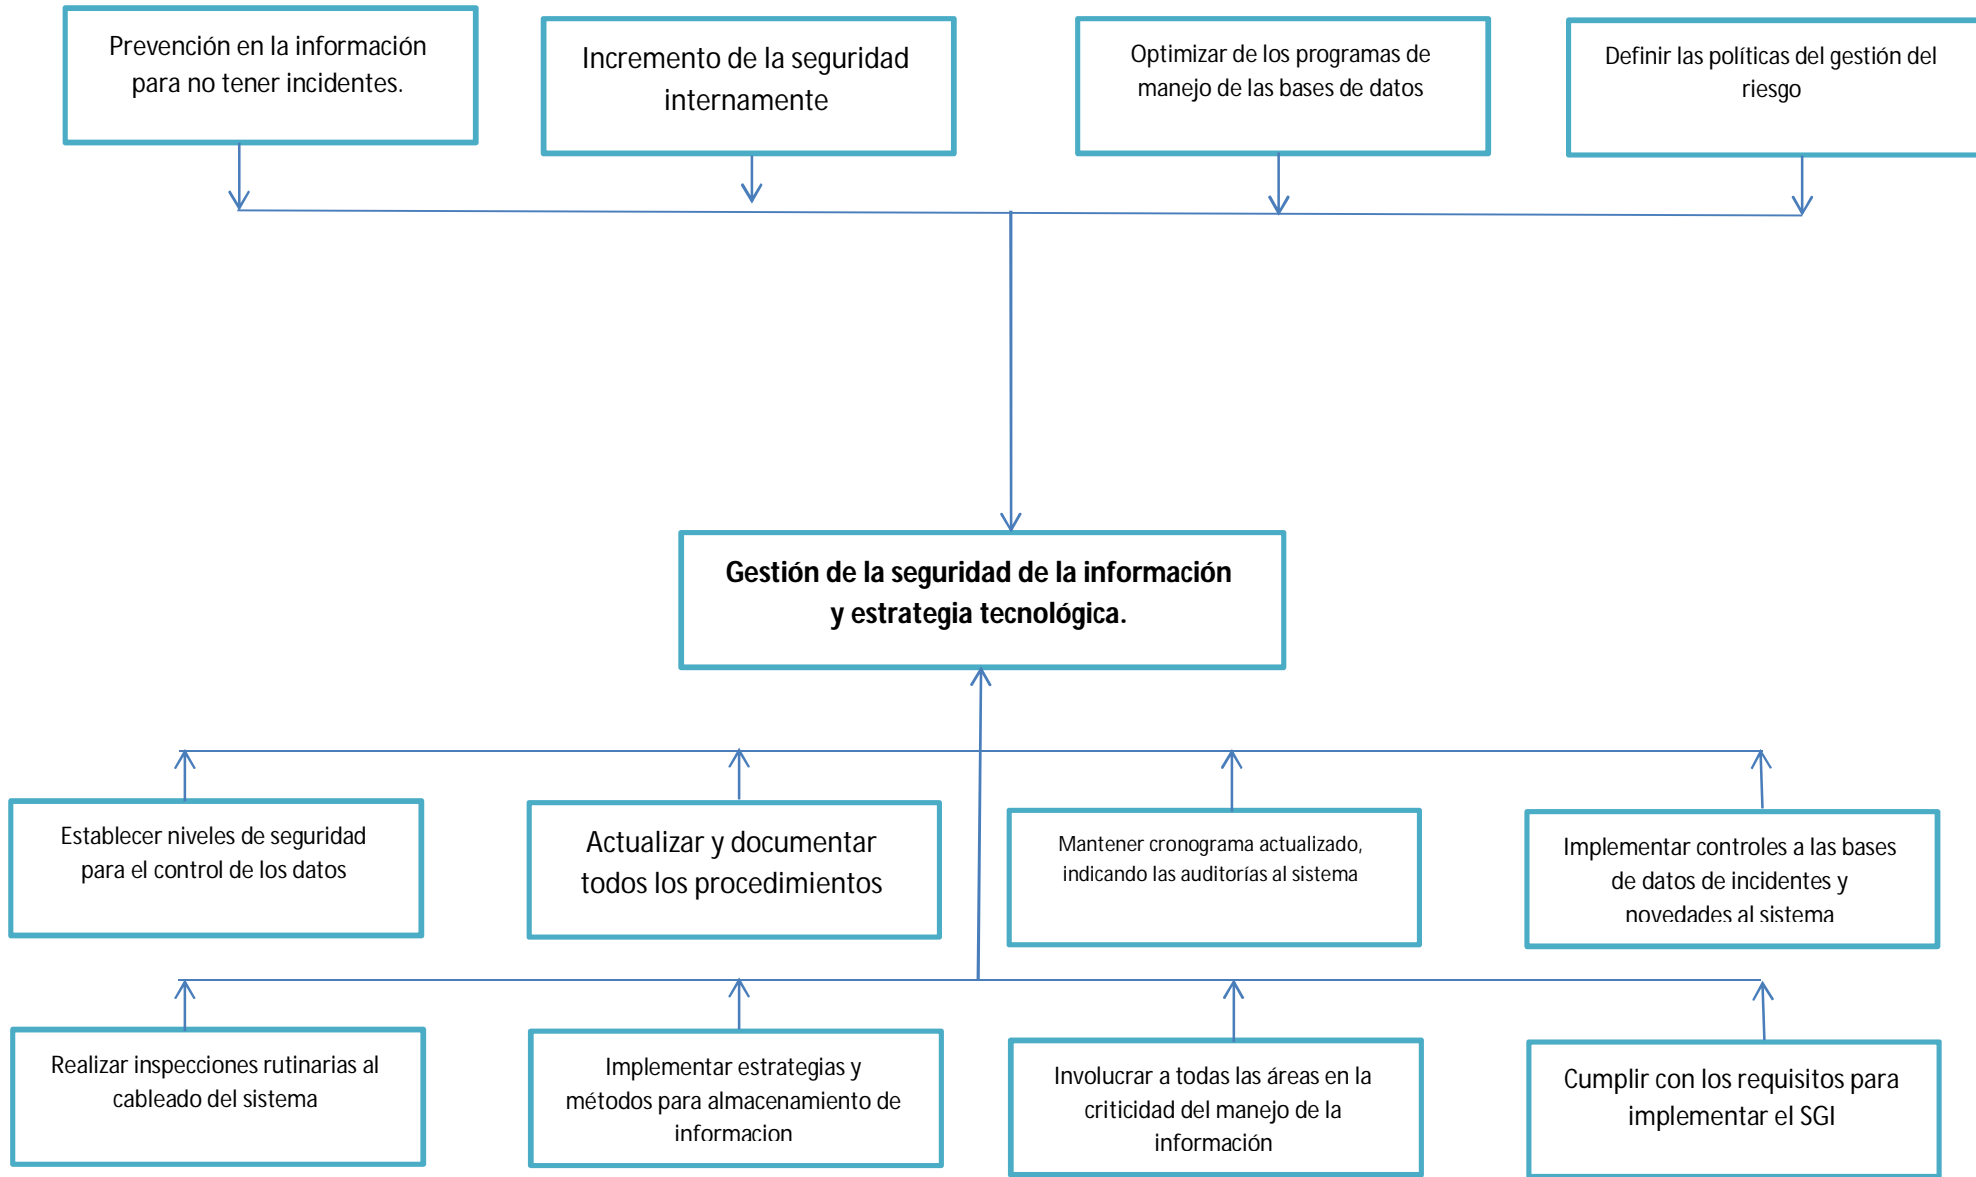 Prevención en la información
para no tener incidentes.
Incremento de la seguridad
internamente
Optimizar de los programas de
manejo de las bases de datos
Definir las políticas del gestión del
riesgo
Gestión de la seguridad de la información
y estrategia tecnológica.
Establecer niveles de seguridad
para el control de los datos
Actualizar y documentar
todos los procedimientos
Mantener cronograma actualizado,
indicando las auditorías al sistema
Implementar controles a las bases
de datos de incidentes y
novedades al sistema
Realizar inspecciones rutinarias al
cableado del sistema
Implementar estrategias y
métodos para almacenamiento de
informacion
Involucrar a todas las áreas en la
criticidad del manejo de la
información
Cumplir con los requisitos para
implementar el SGI